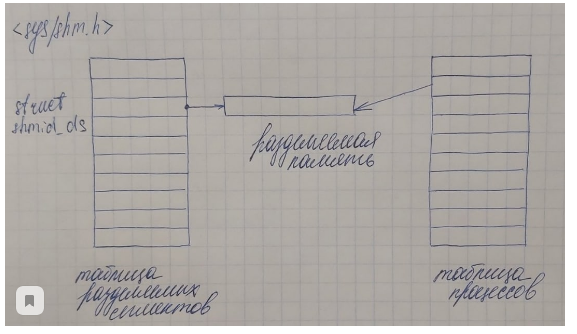 <sys/shm.h>
struct
shmid_ds
разделяемая
память
таблица
разделяемых
сегментов
таблица
процессов